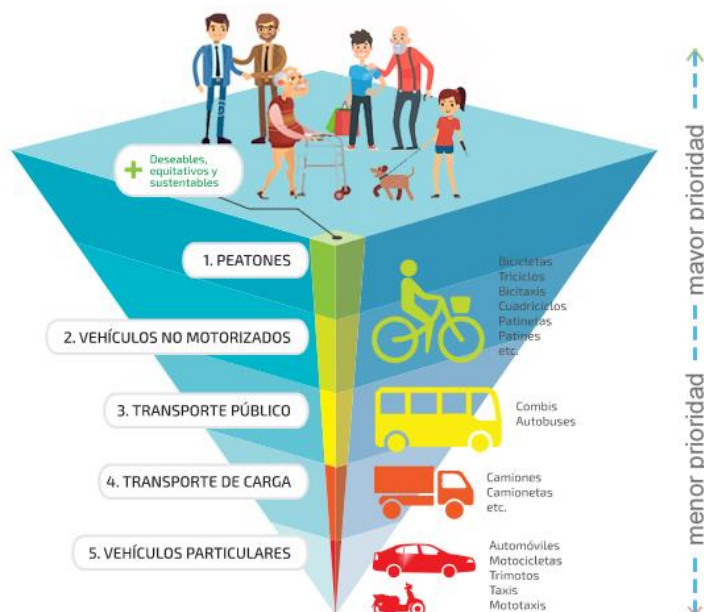 + Deseables,
equitativos y
sustentables
1. PEATONES
2. VEHÍCULOS NO MOTORIZADOS
Bicicletas
Triciclos
Bicitaxis
Cuadriciclos
Patinetas
Patines
etc.
3. TRANSPORTE PÚBLICO
Combis
Autobuses
4. TRANSPORTE DE CARGA
Camiones
Camionetas
etc.
5. VEHÍCULOS PARTICULARES
Automóviles
Motocicletas
Trimotos
Taxis
Mototaxis
mayor prioridad
menor prioridad